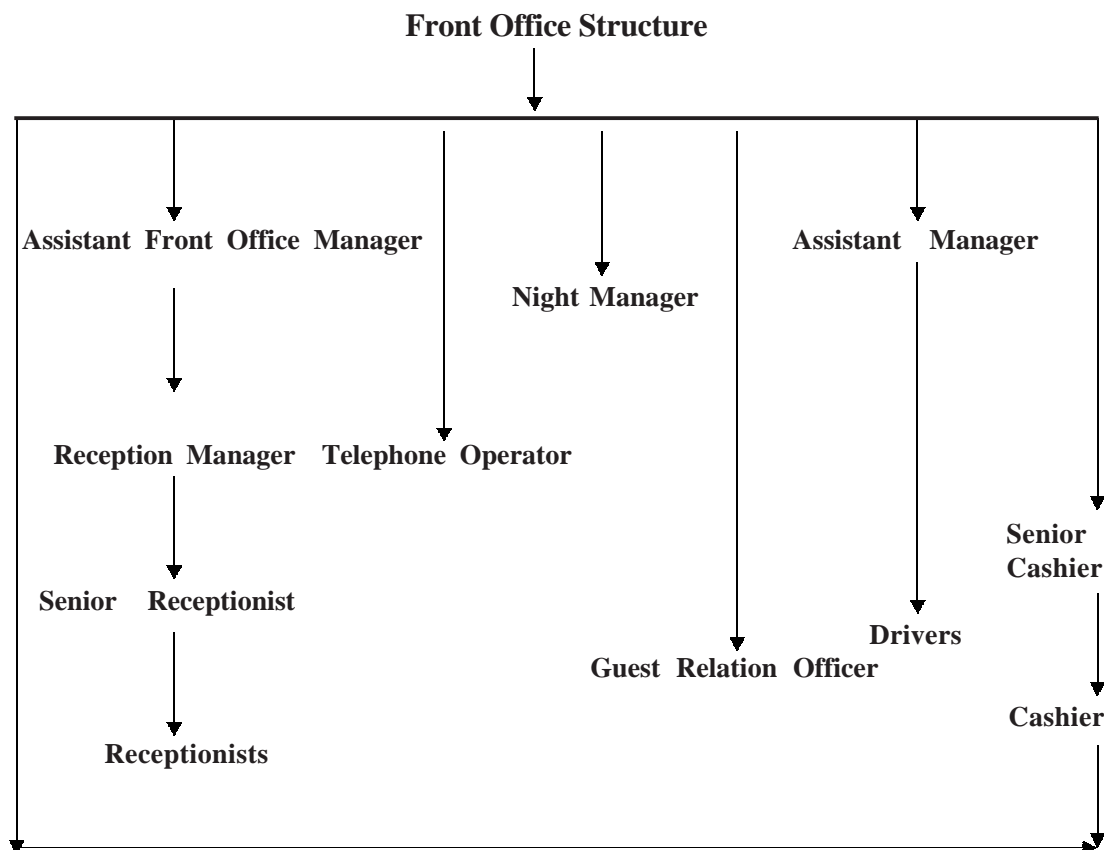 Front Office Structure
Assistant Front Office Manager
Assistant Manager
Night Manager
Reception Manager
Telephone Operator
Senior
Cashier
Senior Receptionist
Drivers
Guest Relation Officer
Cashier
Receptionists